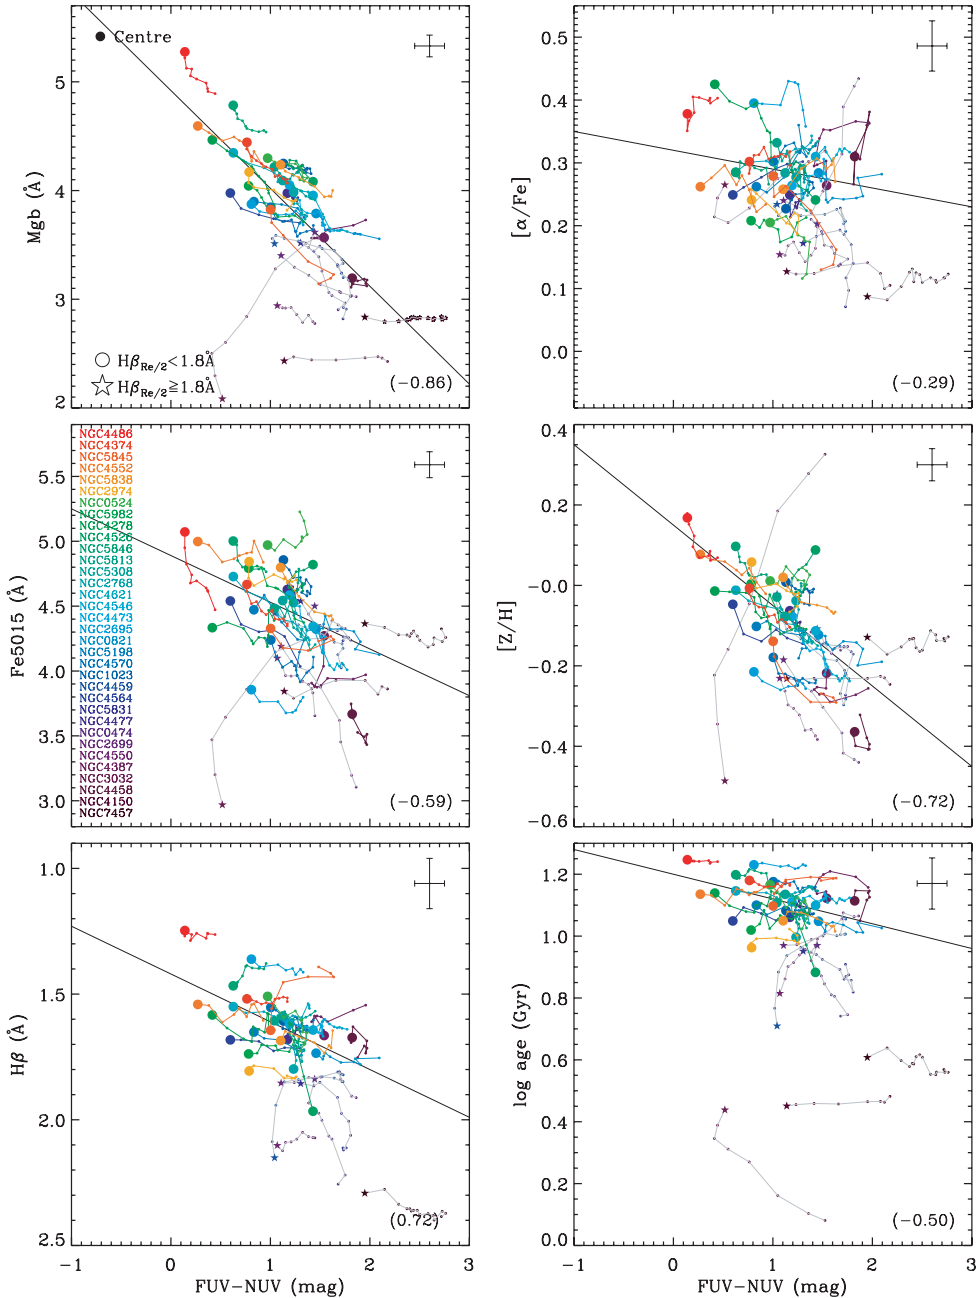 Centre
Mgb (Å)
5
4
3
2
Hβ Re/2 <1.8Å
Hβ Re/2 ≧1.8Å
(−0.86)
[α/Fe]
0.5
0.4
0.3
0.2
0.1
0.0
(−0.29)
Fe5015 (Å)
5.5
5.0
4.5
4.0
3.5
3.0
NGC4486
NGC4374
NGC5845
NGC4552
NGC5838
NGC2974
NGC0524
NGC5982
NGC4278
NGC4526
NGC5846
NGC5813
NGC5308
NGC2768
NGC4621
NGC4546
NGC4473
NGC2695
NGC0821
NGC5198
NGC4570
NGC1023
NGC4459
NGC4564
NGC5831
NGC4477
NGC0474
NGC2699
NGC4550
NGC4387
NGC3032
NGC4458
NGC4150
NGC7457
(−0.59)
[Z/H]
0.4
0.2
−0.0
−0.2
−0.4
−0.6
(−0.72)
Hβ (Å)
1.0
1.5
2.0
2.5
(0.72)
−1 0 1 2 3
FUV−NUV (mag)
log age (Gyr)
1.2
1.0
0.8
0.6
0.4
0.2
0.0
(−0.50)
−1 0 1 2 3
FUV−NUV (mag)